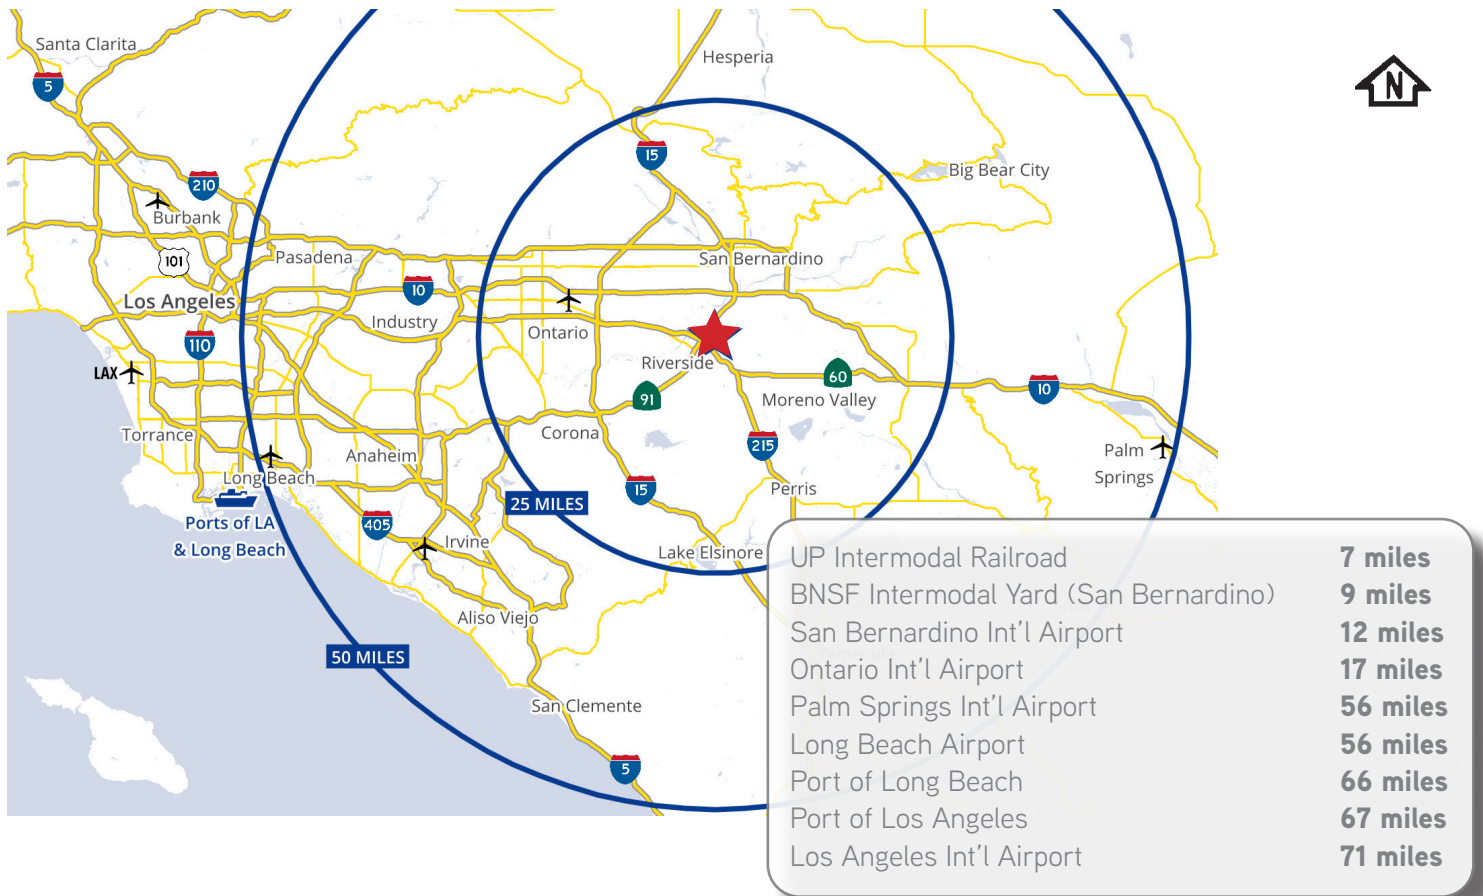 Santa Clarita
Hesperia
N
5
15
Big Bear City
210
Burbank
101
Pasadena
San Bernardino
Los Angeles
10
Industry
Ontario
110
Riverside
LAX
60
10
91
Moreno Valley
Torrance
Corona
215
Anaheim
Palm
Springs
Long Beach
15
Perris
25 MILES
Ports of LA
& Long Beach
405
Irvine
Lake Elsinore
Aliso Viejo
50 MILES
San Clemente
5
UP Intermodal Railroad 7 miles
BNSF Intermodal Yard (San Bernardino) 9 miles
San Bernardino Int'l Airport 12 miles
Temecula
Ontario Int'l Airport 17 miles
Palm Springs Int'l Airport 56 miles
Long Beach Airport 56 miles
Port of Long Beach 66 miles
Port of Los Angeles 67 miles
Los Angeles Int'l Airport 71 miles